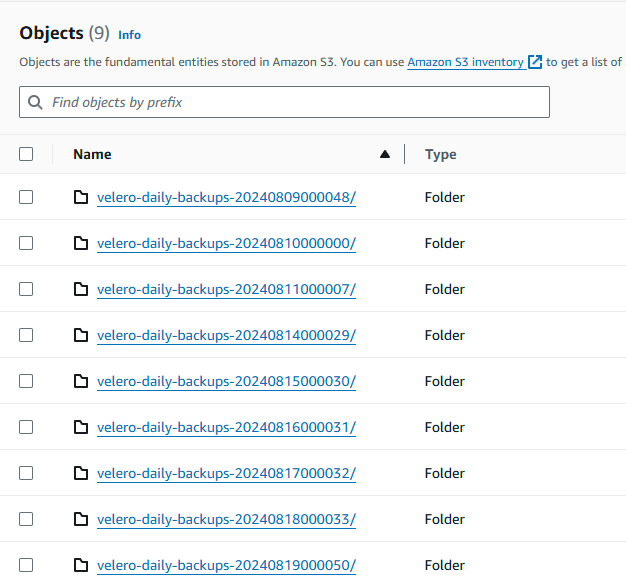 Objects (9) Info
Objects are the fundamental entities stored in Amazon S3. You can use Amazon S3 inventory to get a list of
Find objects by prefix
Name Type
velero-daily-backups-20240809000048/ Folder
velero-daily-backups-20240810000000/ Folder
velero-daily-backups-20240811000007/ Folder
velero-daily-backups-20240814000029/ Folder
velero-daily-backups-20240815000030/ Folder
velero-daily-backups-20240816000031/ Folder
velero-daily-backups-20240817000032/ Folder
velero-daily-backups-20240818000033/ Folder
velero-daily-backups-20240819000050/ Folder